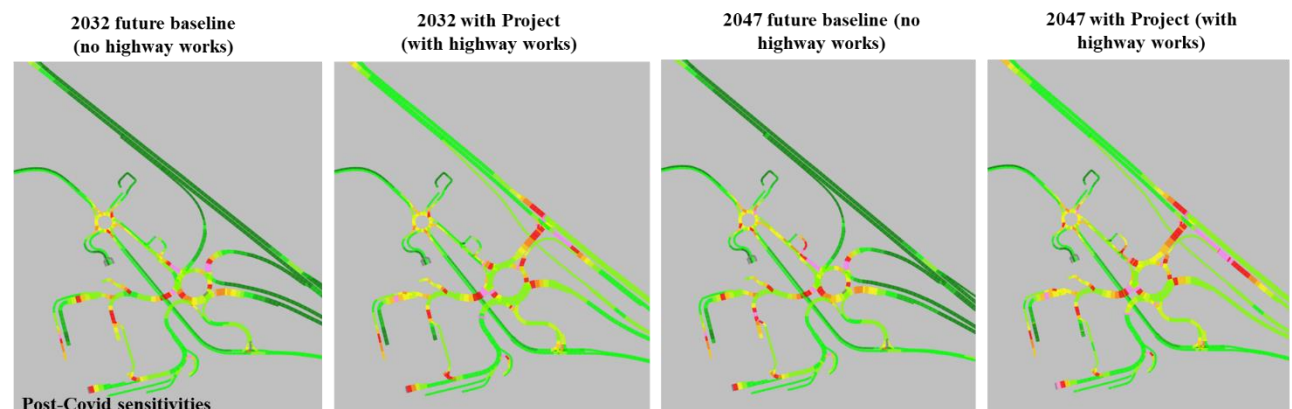 2032 future baseline
(no highway works)
2032 with Project
(with highway works)
2047 future baseline (no
highway works)
2047 with Project (with
highway works)
Post-Covid sensitivities